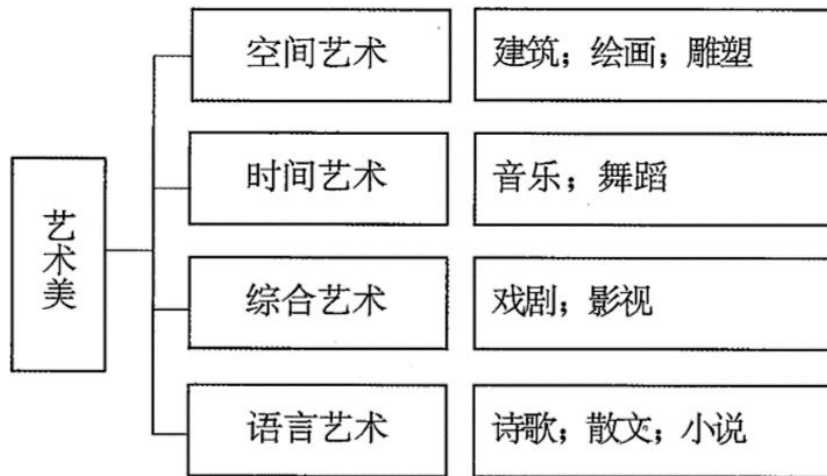 艺术美
空间艺术
建筑；绘画；雕塑
时间艺术
音乐；舞蹈
综合艺术
戏剧；影视
语言艺术
诗歌；散文；小说